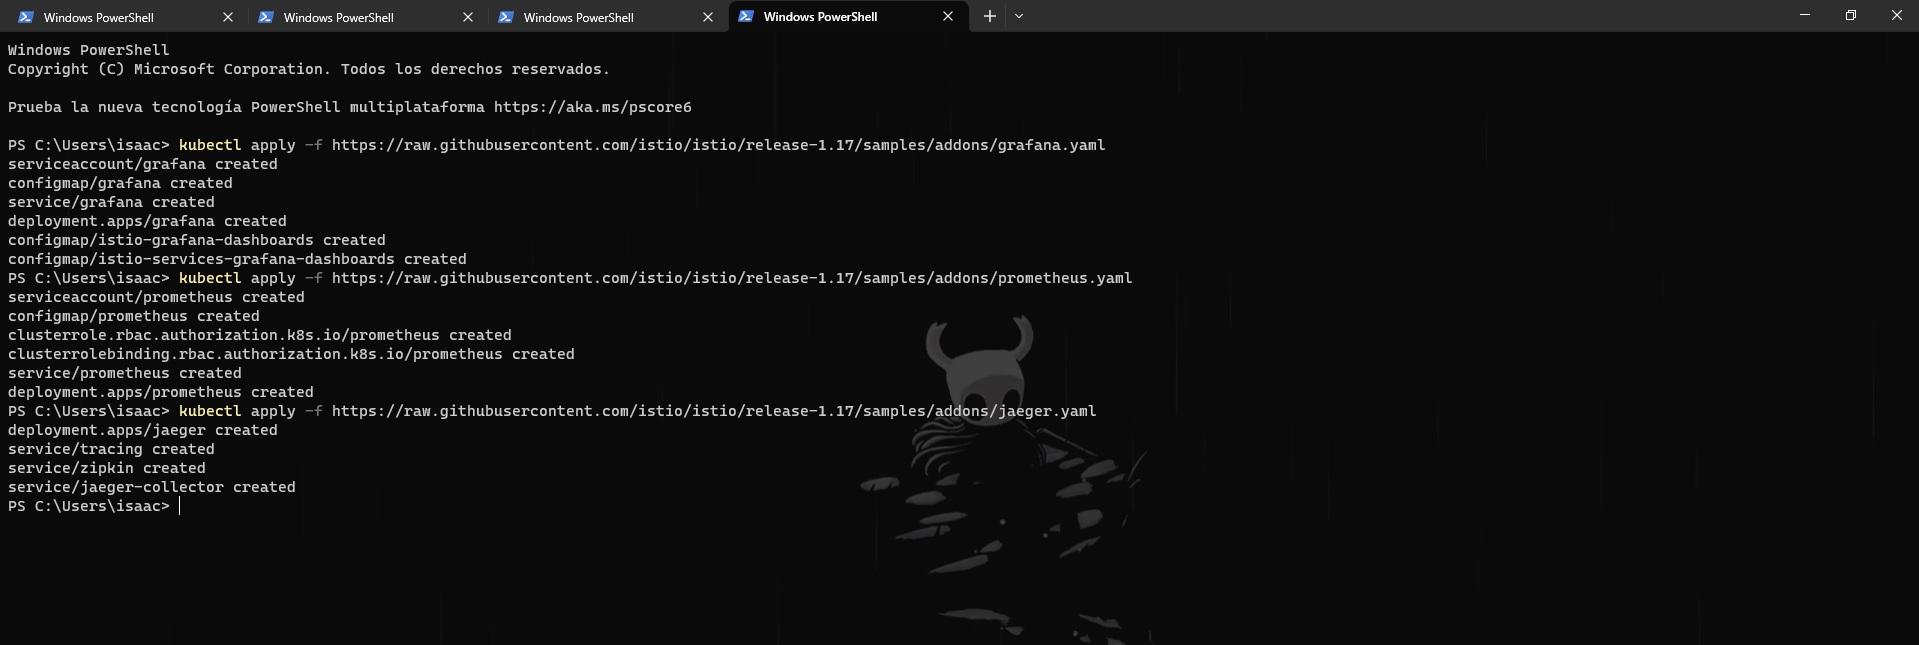 Windows PowerShell
Windows PowerShell
Windows PowerShell
Windows PowerShell
Windows PowerShell
Copyright (C) Microsoft Corporation. Todos los derechos reservados.
Prueba la nueva tecnología PowerShell multiplataforma https://aka.ms/pscore6
PS C:\Users\isaac> kubectl apply -f https://raw.githubusercontent.com/istio/istio/release-1.17/samples/addons/grafana.yaml
serviceaccount/grafana created
configmap/grafana created
service/grafana created
deployment.apps/grafana created
configmap/istio-grafana-dashboards created
configmap/istio-services-grafana-dashboards created
PS C:\Users\isaac> kubectl apply -f https://raw.githubusercontent.com/istio/istio/release-1.17/samples/addons/prometheus.yaml
serviceaccount/prometheus created
configmap/prometheus created
clusterrole.rbac.authorization.k8s.io/prometheus created
clusterrolebinding.rbac.authorization.k8s.io/prometheus created
service/prometheus created
deployment.apps/prometheus created
PS C:\Users\isaac> kubectl apply -f https://raw.githubusercontent.com/istio/istio/release-1.17/samples/addons/jaeger.yaml
deployment.apps/jaeger created
service/tracing created
service/zipkin created
service/jaeger-collector created
PS C:\Users\isaac>